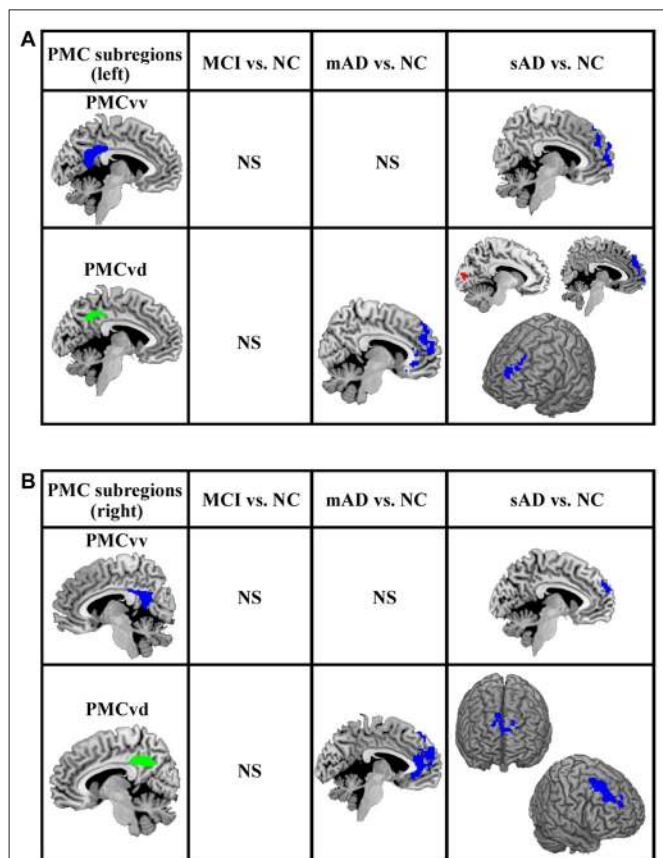 A
PMC subregions (left) MCI vs. NC mAD vs. NC sAD vs. NC
PMCvv
NS NS
PMCvd
NS
B
PMC subregions (right) MCI vs. NC mAD vs. NC sAD vs. NC
PMCvv
NS NS
PMCvd
NS